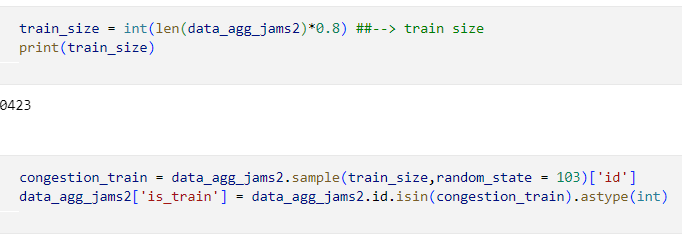 train_size = int(len(data_agg_jams2)*0.8) ##--> train size
print(train_size)
0423
congestion_train = data_agg_jams2.sample(train_size,random_state = 103)['id']
data_agg_jams2['is_train'] = data_agg_jams2.id.isin(congestion_train).astype(int)